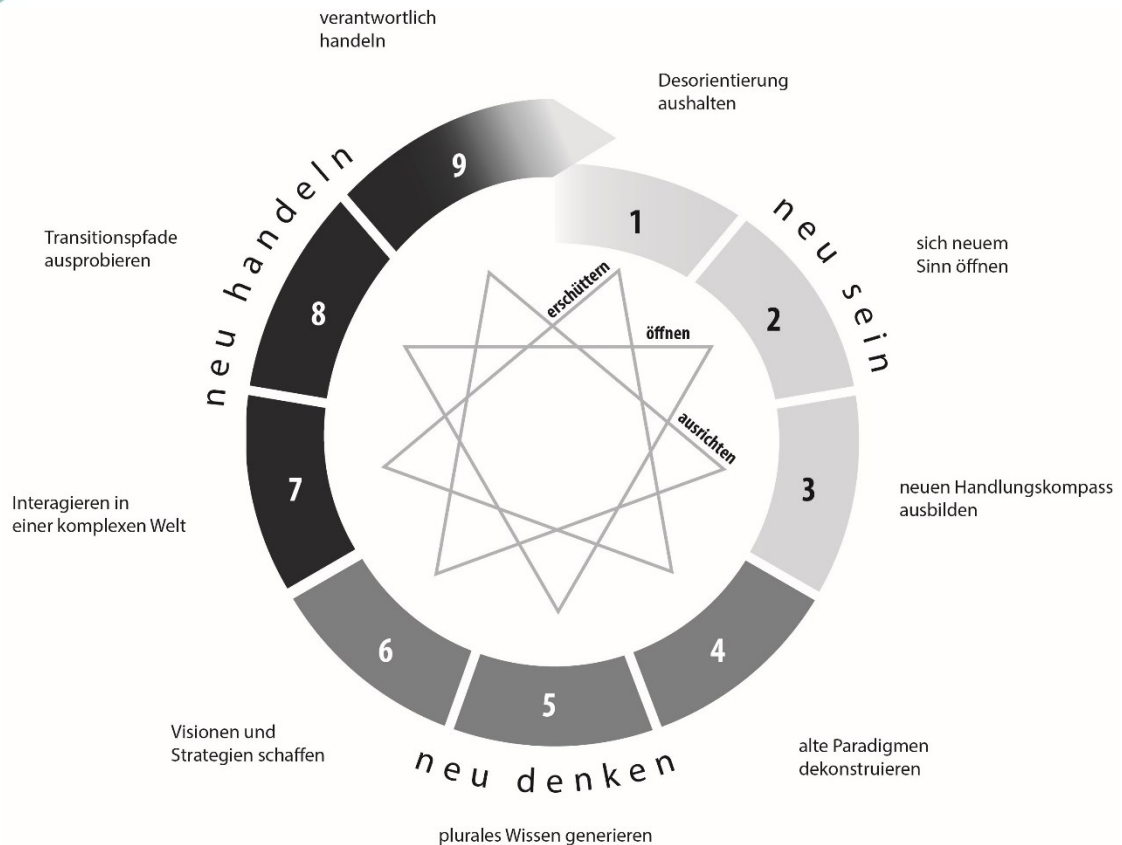 verantwortlich
handeln
Desorientierung
aushalten
neu handeln
9
1
neu sein
Transitionspfade
ausprobieren
sich neuem
Sinn öffnen
erschüttern
8
2
öffnen
ausrichten
7
3
Interagieren in
einer komplexen Welt
neuen Handlungskompass
ausbilden
6
4
5
Visionen und
Strategien schaffen
neu denken
alte Paradigmen
dekonstruieren
plurales Wissen generieren